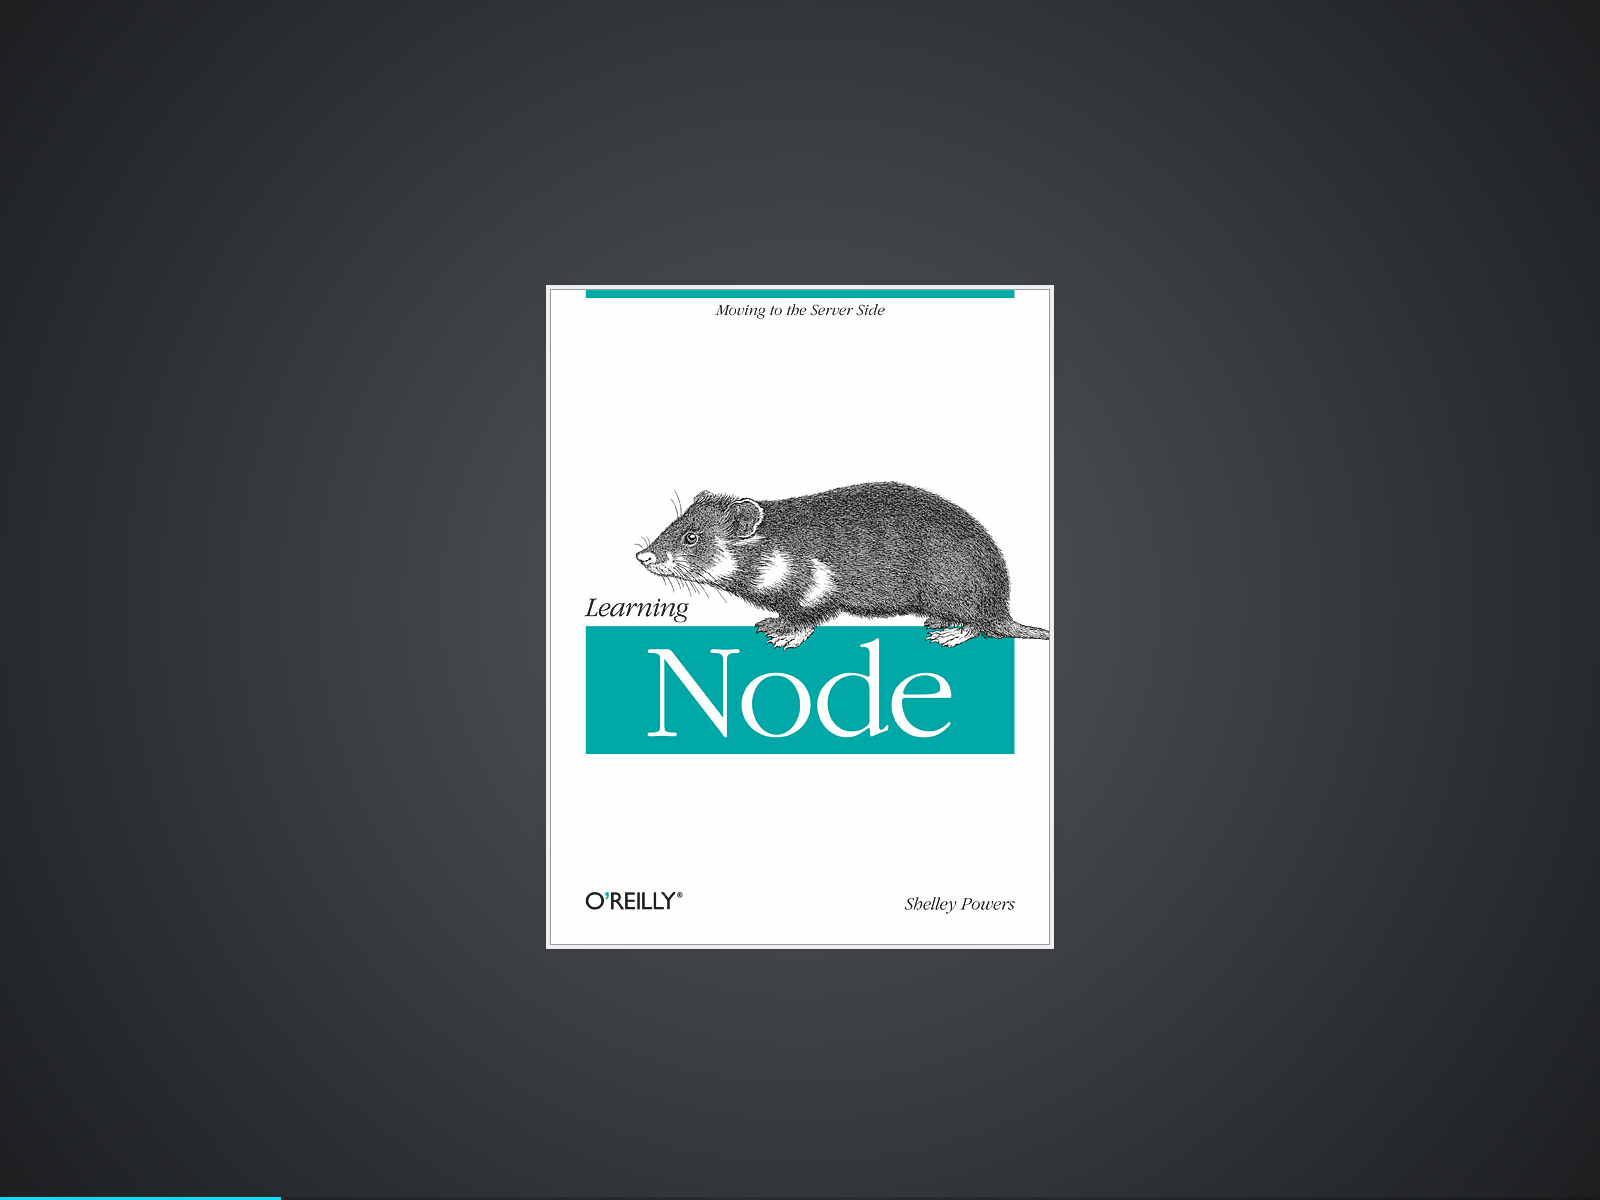 Moving to the Server Side
Learning
Node
O'REILLY®
Shelley Powers